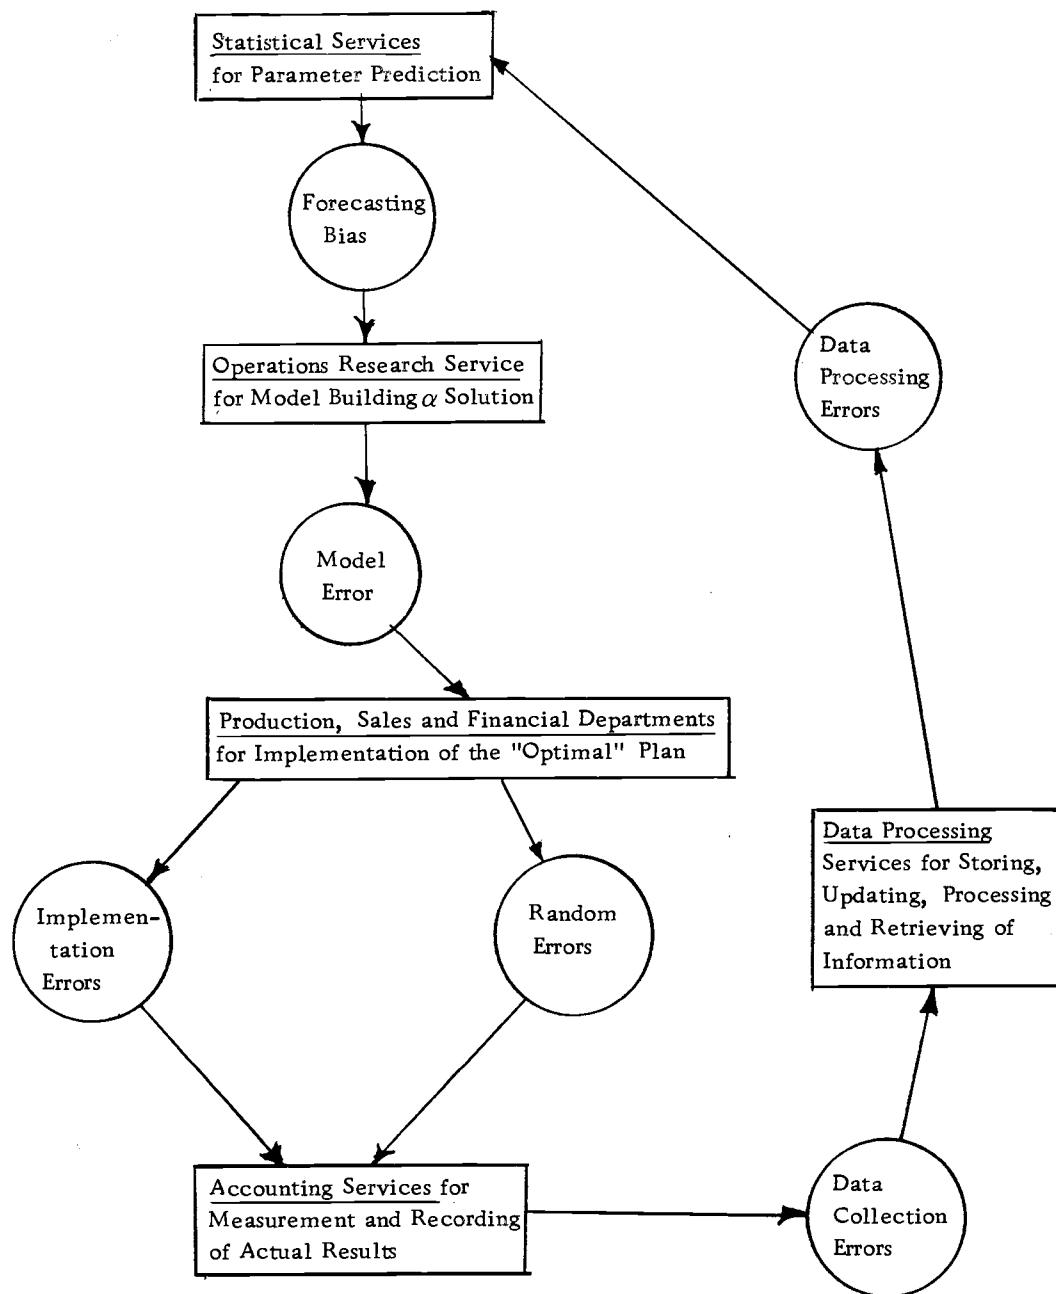 Statistical Services
for Parameter Prediction
Forecasting
Bias
Operations Research Service
for Model Building α Solution
Data
Processing
Errors
Model
Error
Production, Sales and Financial Departments
for Implementation of the "Optimal" Plan
Data Processing
Services for Storing,
Updating, Processing
and Retrieving of
Information
Implemen-
tation
Errors
Random
Errors
Accounting Services for
Measurement and Recording
of Actual Results
Data
Collection
Errors